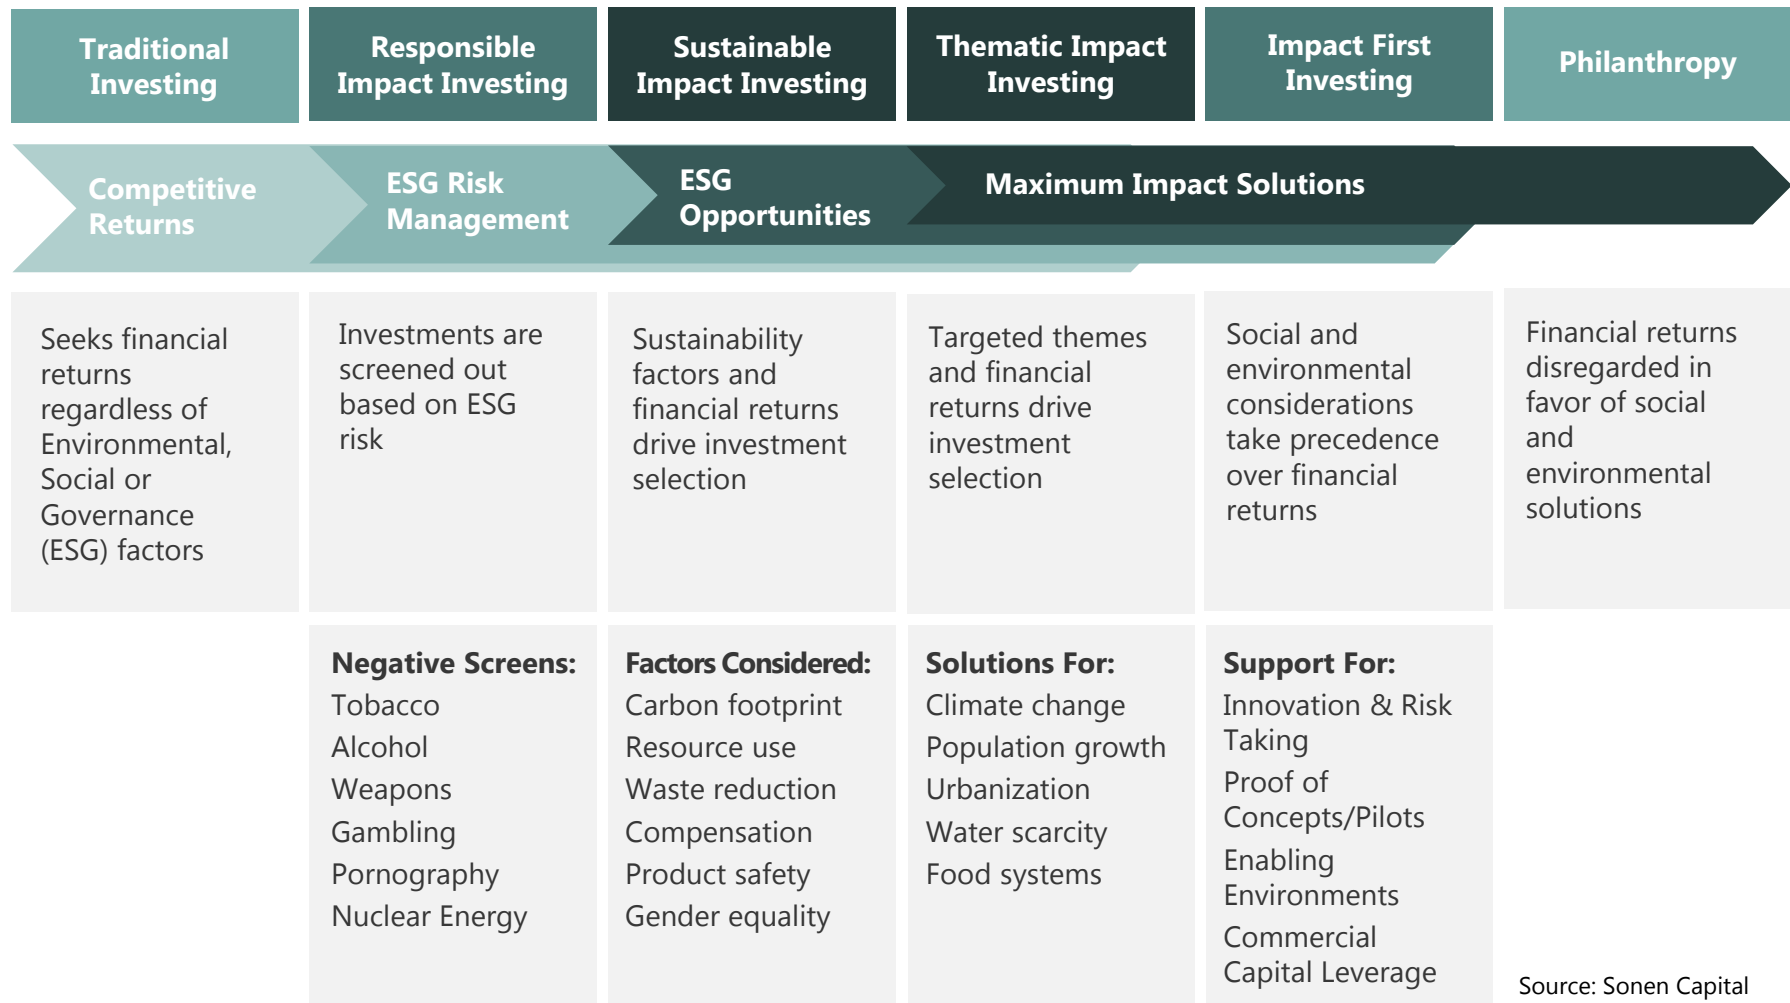 Traditional
Investing
Responsible
Impact Investing
Sustainable
Impact Investing
Thematic Impact
Investing
Impact First
Investing
Philanthropy
Competitive
Returns
ESG Risk
Management
ESG
Opportunities
Maximum Impact Solutions
Seeks financial
returns
regardless of
Environmental,
Social or
Governance
(ESG) factors
Investments are
screened out
based on ESG
risk
Sustainability
factors and
financial returns
drive investment
selection
Targeted themes
and financial
returns drive
investment
selection
Social and
environmental
considerations
take precedence
over financial
returns
Financial returns
disregarded in
favor of social
and
environmental
solutions
Negative Screens:
Tobacco
Alcohol
Weapons
Gambling
Pornography
Nuclear Energy
Factors Considered:
Carbon footprint
Resource use
Waste reduction
Compensation
Product safety
Gender equality
Solutions For:
Climate change
Population growth
Urbanization
Water scarcity
Food systems
Support For:
Innovation & Risk
Taking
Proof of
Concepts/Pilots
Enabling
Environments
Commercial
Capital Leverage
Source: Sonen Capital